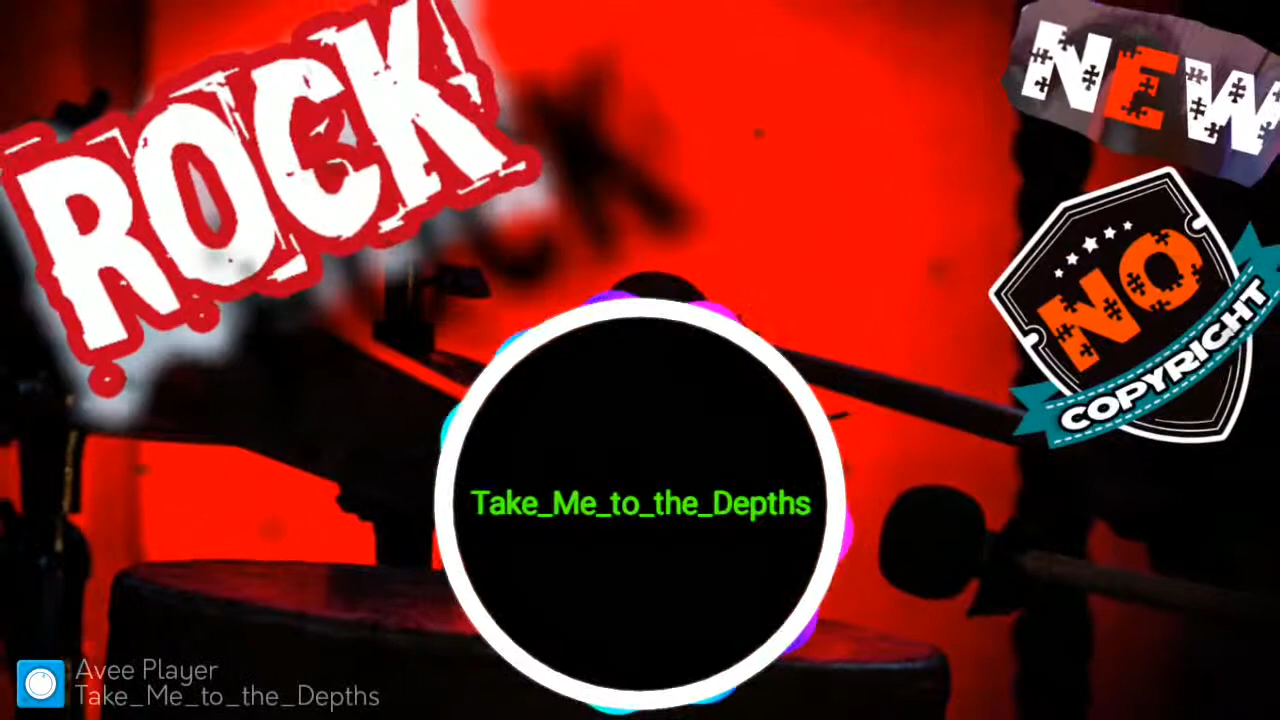 ROCK
NEW
NO
COPYRIGHT
Take_Me_to_the_Depths
Avee Player
Take_Me_to_the_Depths